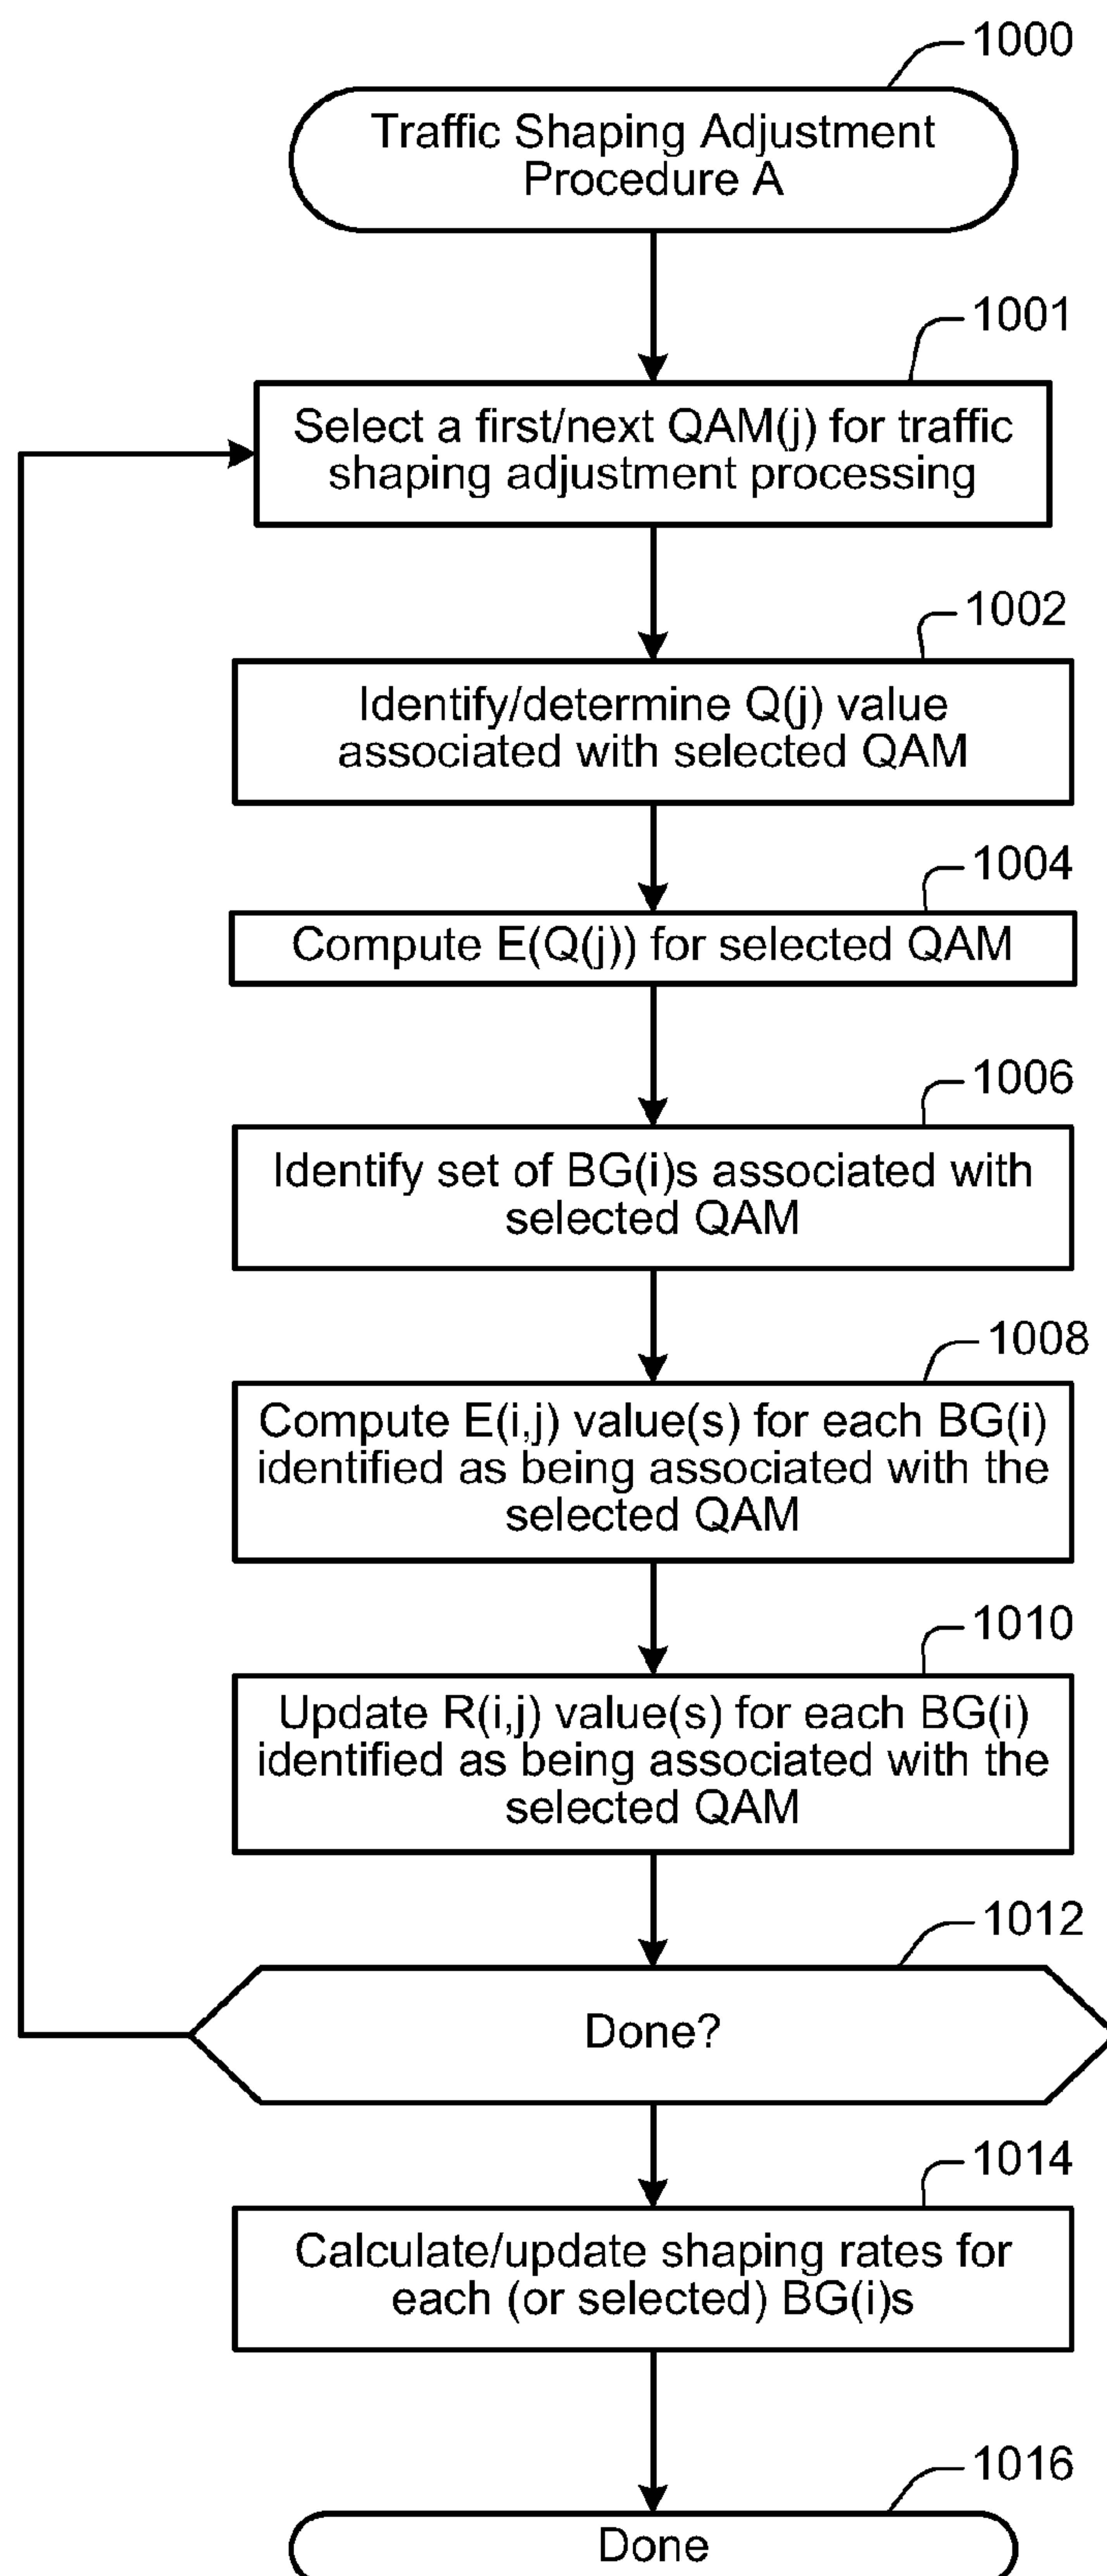 1000
Traffic Shaping Adjustment
Procedure A
1001
Select a first/next QAM(j) for traffic
shaping adjustment processing
1002
Identify/determine Q(j) value
associated with selected QAM
1004
Compute E(Q(j)) for selected QAM
1006
Identify set of BG(i)s associated with
selected QAM
1008
Compute E(i,j) value(s) for each BG(i)
identified as being associated with the
selected QAM
1010
Update R(i,j) value(s) for each BG(i)
identified as being associated with the
selected QAM
1012
Done?
1014
Calculate/update shaping rates for
each (or selected) BG(i)s
1016
Done